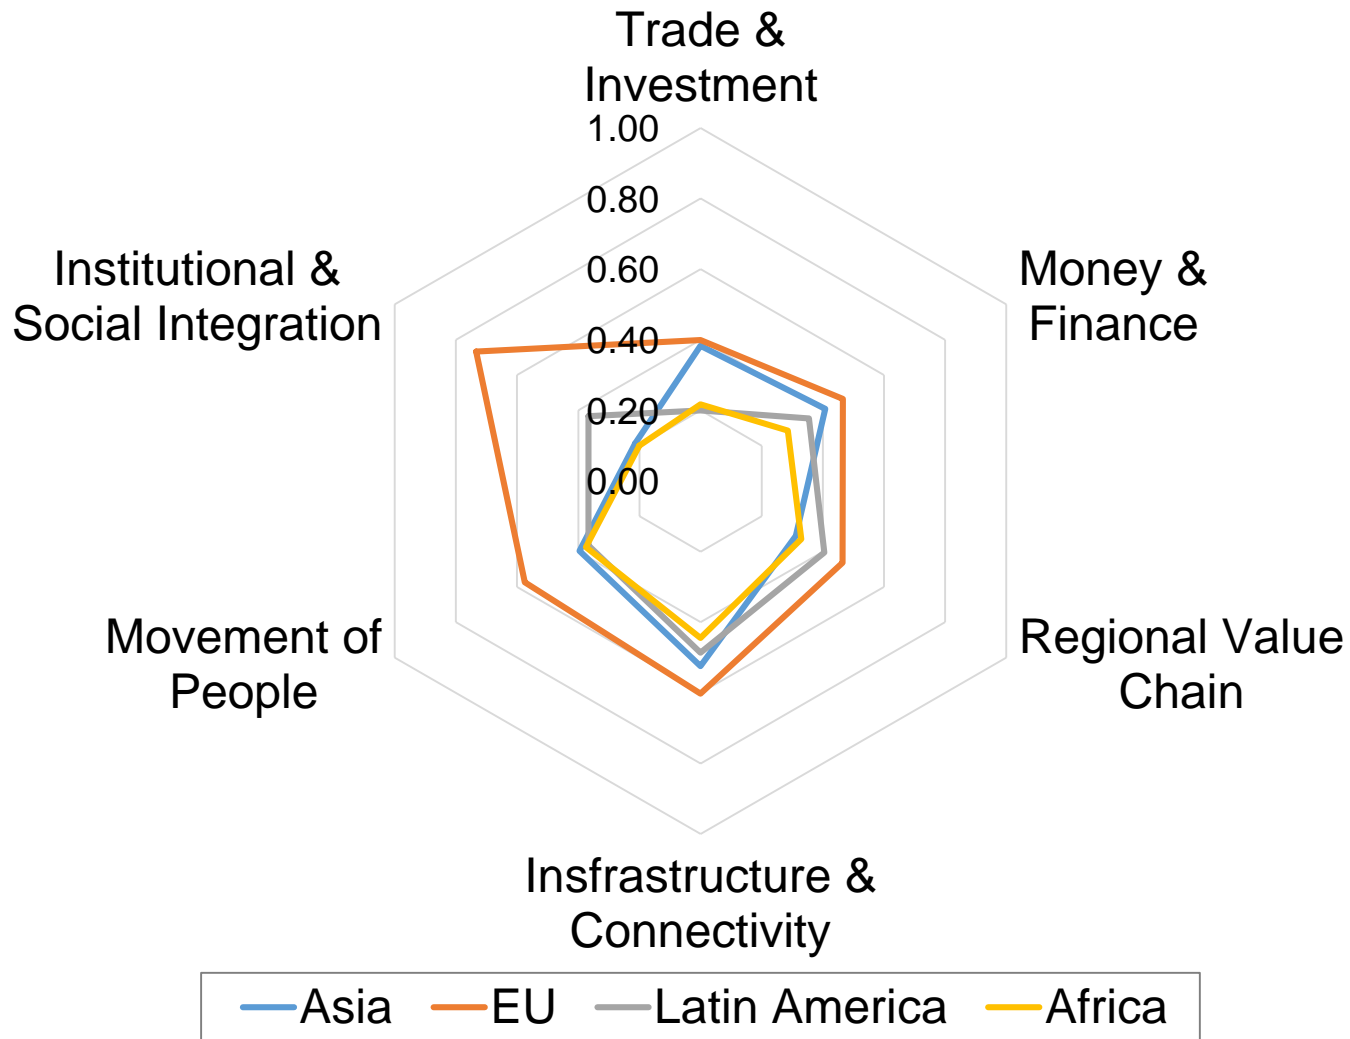 Trade &
Investment
1.00
0.80
0.60
0.40
0.20
0.00
Institutional &
Social Integration
Money &
Finance
Movement of
People
Regional Value
Chain
Insfrastructure &
Connectivity
Asia EU Latin America Africa